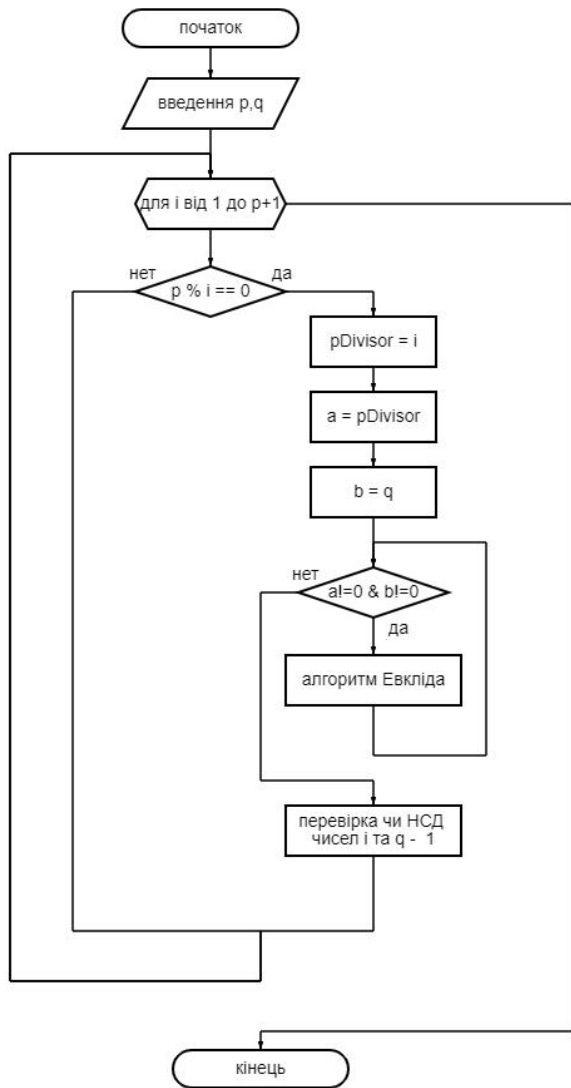 початок
введення p,q
для i від 1 до p+1
нет
да
p % i == 0
pDivisor = i
a = pDivisor
b = q
нет
a!=0 & b!=0
да
алгоритм Евкліда
перевірка чи НСД
чисел i та q - 1
кінець